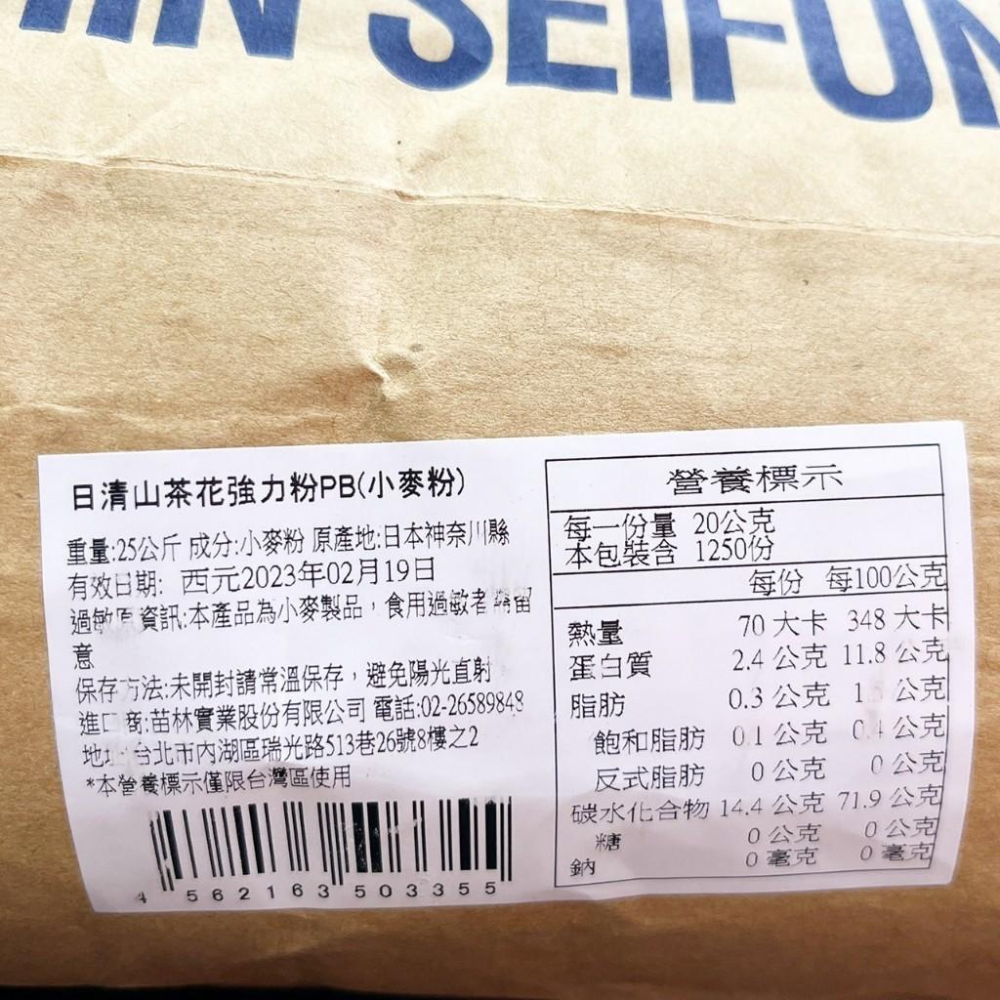 SEIFUN
日清山茶花強力粉PB(小麥粉)
重量:25公斤 成分:小麥粉 原產地:日本神奈川縣
有效日期: 西元2023年02月19日
過敏原資訊:本產品為小麥製品，食用過敏者 留
意
保存方法:未開封請常溫保存，避免陽光直射
進口商:苗林實業股份有限公司 電話:02-26589848
台北市內湖區瑞光路513巷26號8樓之2
*本營養標示僅限台灣區使用
4 562163 503355
營養標示
每一份量 20公克
本包裝含 1250份
每份 每100公克
熱量 70 大卡 348 大卡
蛋白質 2.4 公克 11.8 公克
脂肪 0.3 公克 公克
飽和脂肪 0.1 公克 0.4 公克
反式脂肪 0 公克 0 公克
碳水化合物 14.4 公克 71.9 公克
糖 0 公克 0 公克
鈉 0 毫克 0 毫克